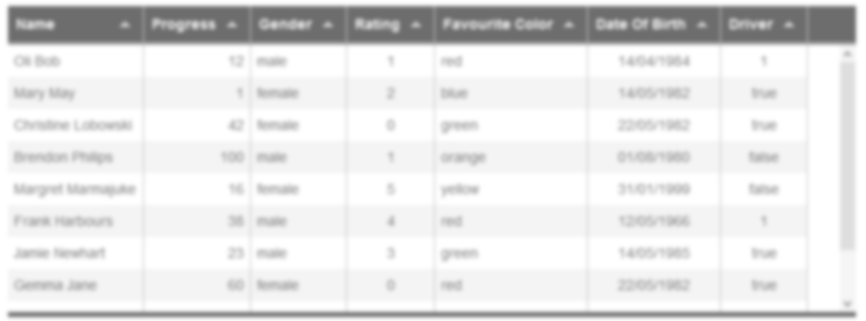 Name Progress Gender Rating Favourite Color Date Of Birth Driver
Oli Bob 12 male 1 red 14/04/1984 1
Mary May 1 female 2 blue 14/05/1982 true
Christine Lobowski 42 female 0 green 22/05/1982 true
Brendon Philips 100 male 1 orange 01/08/1980 false
Margret Marmajuke 16 female 5 yellow 31/01/1999 false
Frank Harbours 38 male 4 red 12/05/1966 1
Jamie Newhart 23 male 3 green 14/05/1985 true
Gemma Jane 60 female 0 red 22/05/1982 true